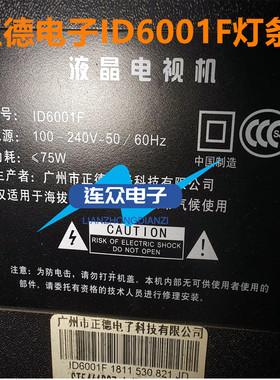 正德电子ID6001F灯条
液晶电视机
号: ID6001F
源: 100-240V-50/60Hz
耗: ≤75W
中国制造
广州市正德电子科技有限公司
仅适用于海拔
气候使用
连众电子
LIANZHONGDIANZI
CAUTION
RISK OF ELECTRIC SHOCK
DO NOT OPEN
注意: 为防电击, 请勿打开机盖。本机内部无可供用户使用者的
部件。请委托有资格的技术人员进行修理安装。
广州市正德电子科技有限公司
ID6001F 1811 530.821 JD